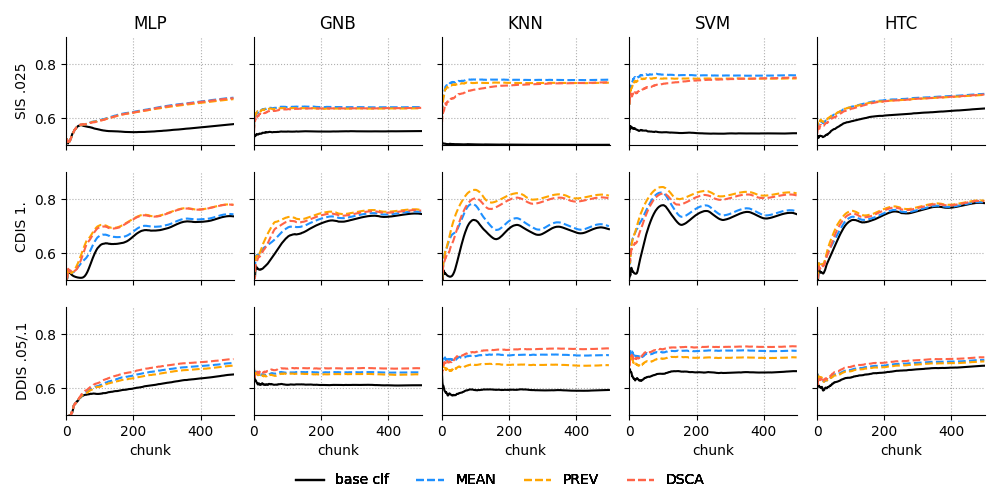 MLP GNB KNN SVM HTC
SIS .025
0.8
0.6
CDIS 1.
0.8
0.6
DDIS .05/.1
0.8
0.6
0 200 400 0 200 400 0 200 400 0 200 400 0 200 400
chunk chunk chunk chunk chunk
base clf MEAN PREV DSCA